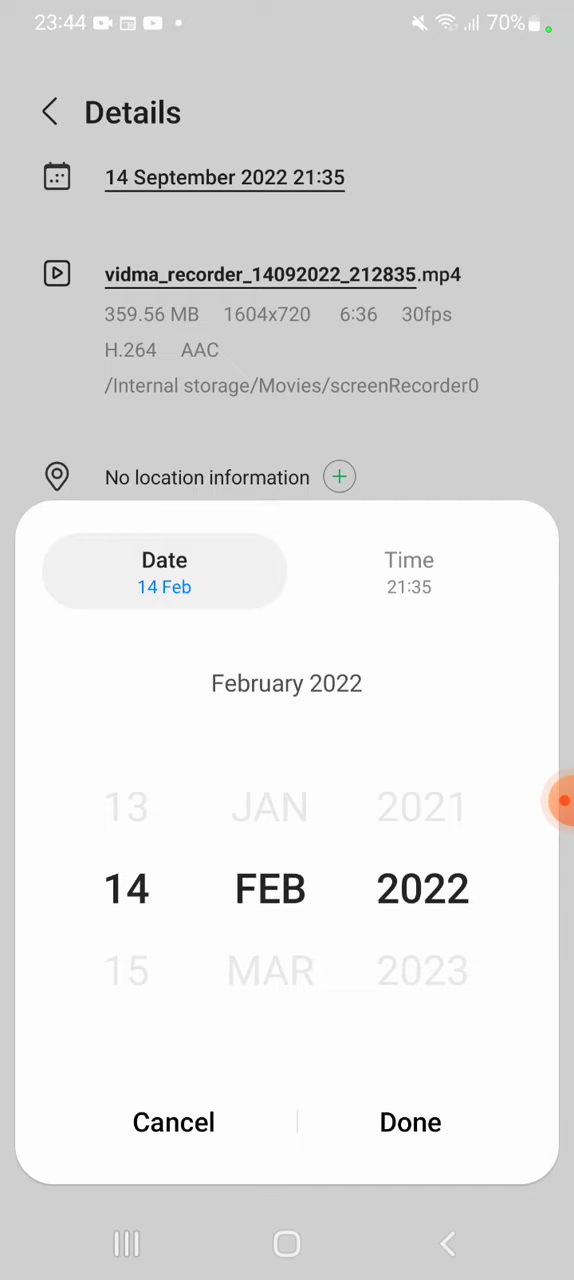 23:44 70%
Details
14 September 2022 21:35
vidma_recorder_14092022_212835.mp4
359.56 MB 1604x720 6:36 30fps
H.264 AAC
/Internal storage/Movies/screenRecorder0
No location information
Date Time
14 Feb 21:35
February 2022
13 JAN 2021
14 FEB 2022
15 MAR 2023
Cancel Done